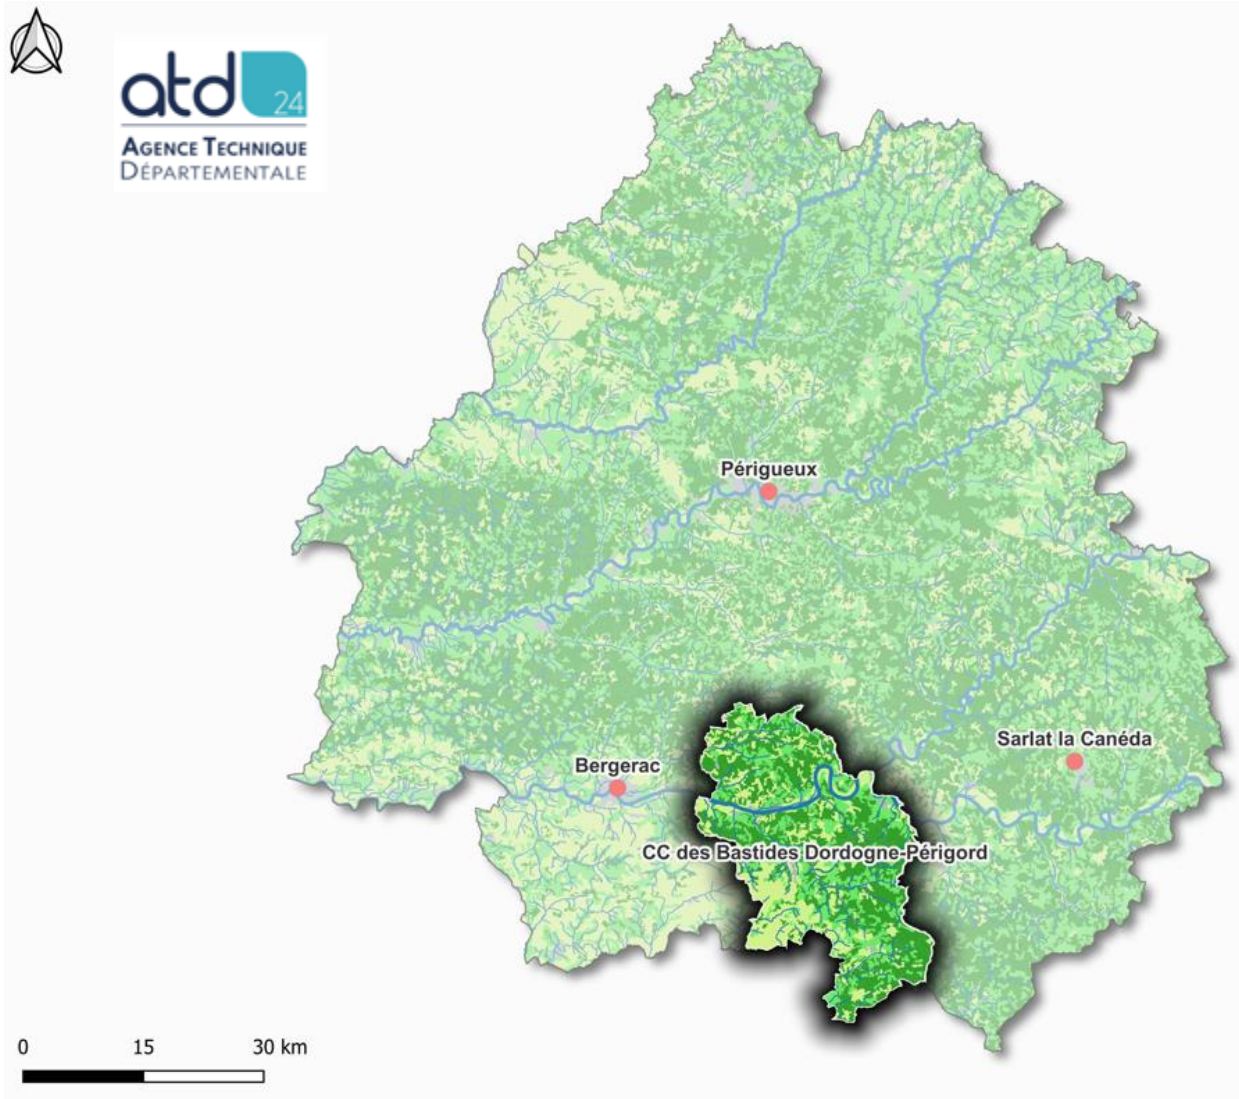 atd 24
AGENCE TECHNIQUE
DÉPARTEMENTALE
Périgueux
Sarlat la Canéda
Bergerac
CC des Bastides Dordogne-Périgord
0 15 30 km